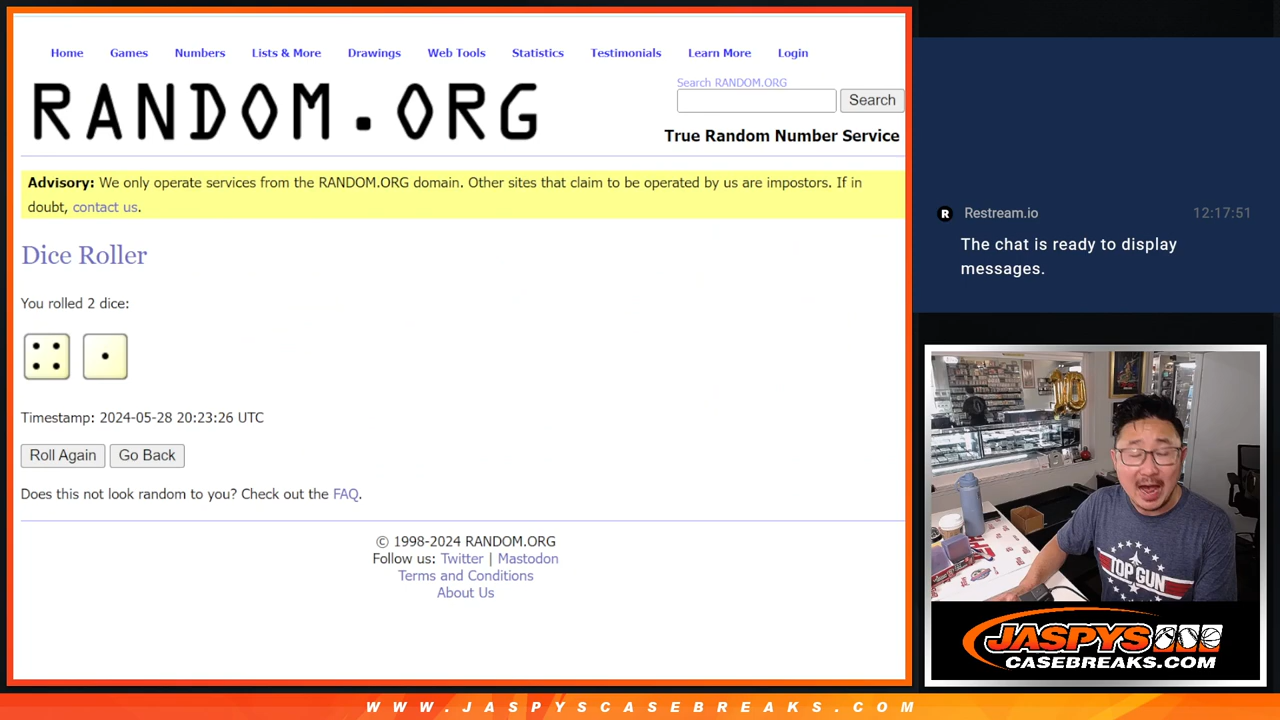 Home Games Numbers Lists & More Drawings Web Tools Statistics Testimonials Learn More Login
RANDOM.ORG
Search RANDOM.ORG
Search
True Random Number Service
Advisory: We only operate services from the RANDOM.ORG domain. Other sites that claim to be operated by us are impostors. If in
doubt, contact us.
Dice Roller
You rolled 2 dice:
Timestamp: 2024-05-28 20:23:26 UTC
Roll Again Go Back
Does this not look random to you? Check out the FAQ.
© 1998-2024 RANDOM.ORG
Follow us: Twitter | Mastodon
Terms and Conditions
About Us
R Restream.io 12:17:51
The chat is ready to display
messages.
10
TOP GUN
JASPYS
CASEBREAKS.COM
WWW.JASPYSCASEBREAKS.COM